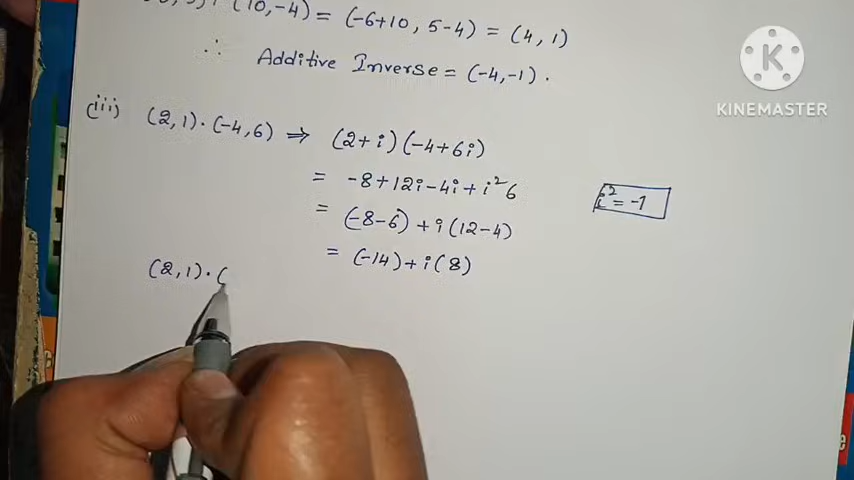 (10,-4) = (-6+10, 5-4) = (4, 1)
∴ Additive Inverse = (-4,-1).
(iii) (2,1)·(-4,6) ⇒ (2+i)(-4+6i)
= -8+12i-4i+i²6
= (-8-6)+i(12-4)
= (-14)+i(8)
(2,1)·(
i² = -1
K
KINEMASTER